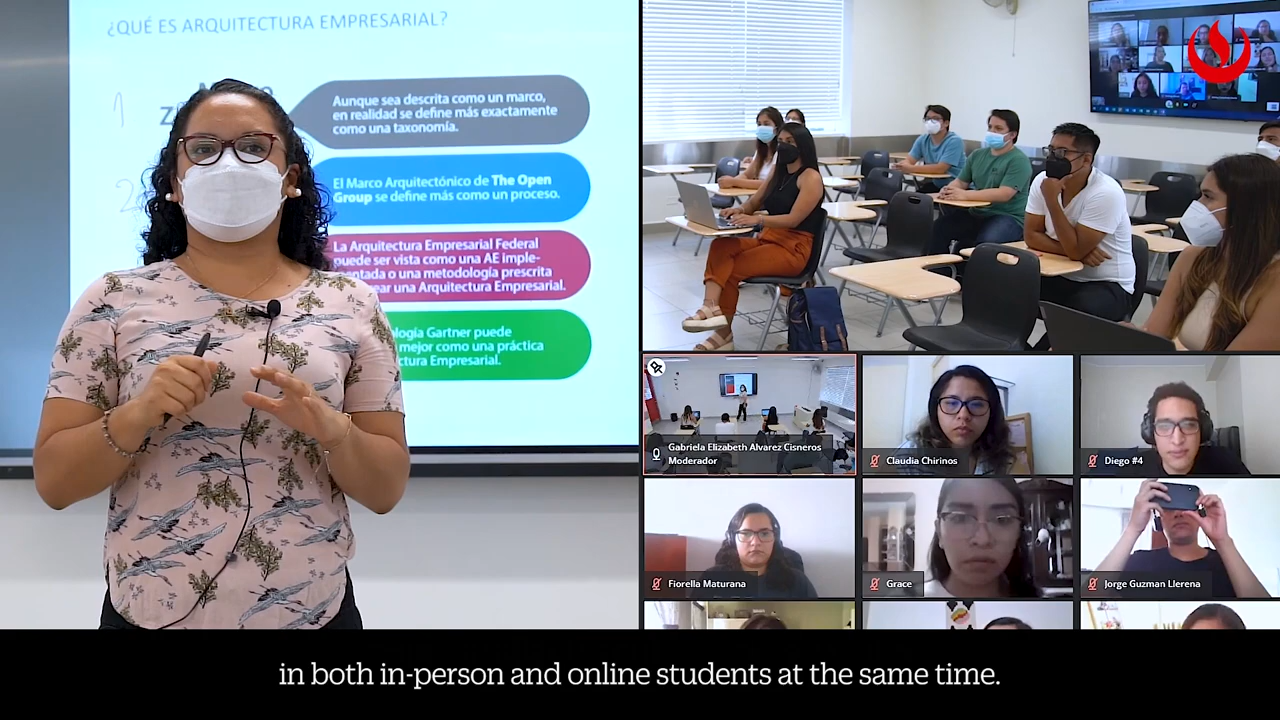 ¿QUÉ ES ARQUITECTURA EMPRESARIAL?
1
Aunque sea descrita como un marco,
en realidad se define más exactamente
como una taxonomía.
2
El Marco Arquitectónico de The Open
Group se define más como un proceso.
La Arquitectura Empresarial Federal
puede ser vista como una AE imple-
mentada o una metodología prescrita
una Arquitectura Empresarial.
Gartner puede
mejor como una práctica
Empresarial.
Gabriela Elizabeth Alvarez Cisneros
Moderador
Claudia Chirinos
Diego #4
Fiorella Maturana
Grace
Jorge Guzman Llerena
in both in-person and online students at the same time.